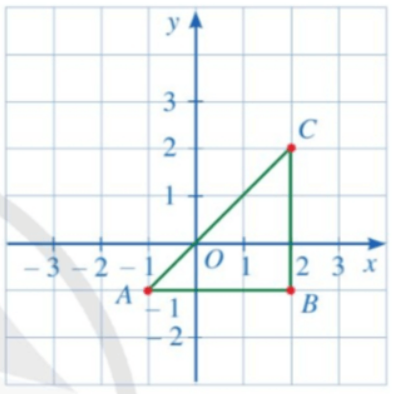 y
3
C
2
1
– 3 – 2 – 1 O 1 2 3 x
A – 1 B
– 2